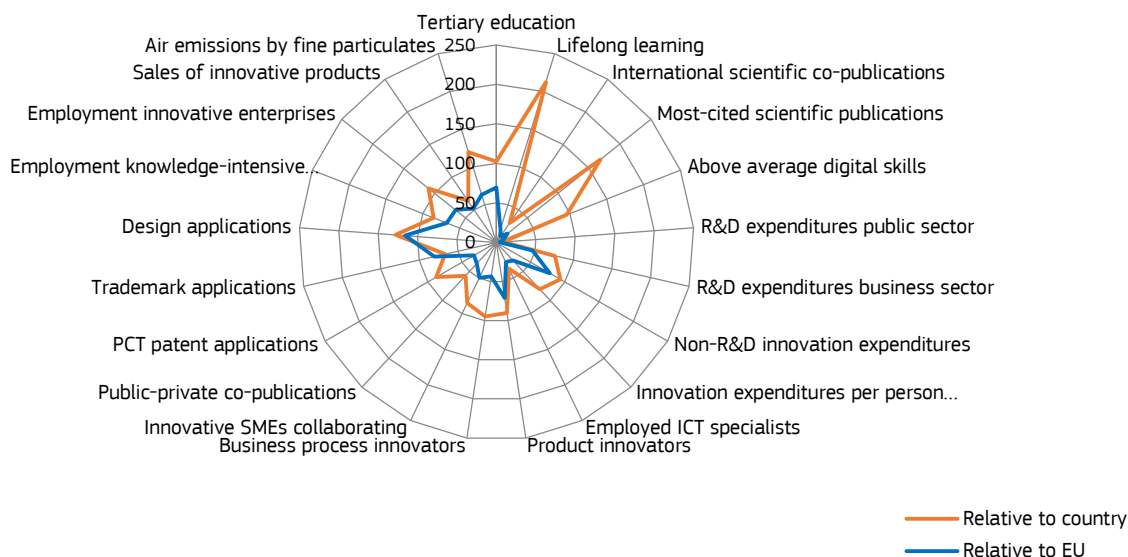 Tertiary education
Lifelong learning
International scientific co-publications
Most-cited scientific publications
Above average digital skills
R&D expenditures public sector
R&D expenditures business sector
Non-R&D innovation expenditures
Innovation expenditures per person...
Employed ICT specialists
Product innovators
Business process innovators
Innovative SMEs collaborating
Public-private co-publications
PCT patent applications
Trademark applications
Design applications
Employment knowledge-intensive...
Employment innovative enterprises
Sales of innovative products
Air emissions by fine particulates
250
200
150
100
50
0
Relative to country
Relative to EU